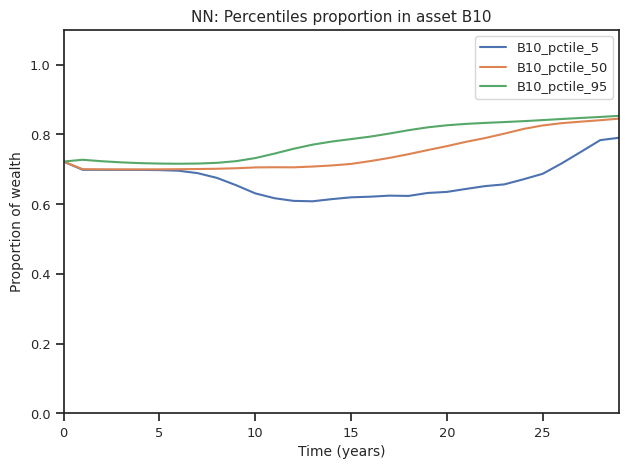 NN: Percentiles proportion in asset B10
B10_pctile_5
B10_pctile_50
B10_pctile_95
Proportion of wealth
1.0
0.8
0.6
0.4
0.2
0.0
0 5 10 15 20 25
Time (years)